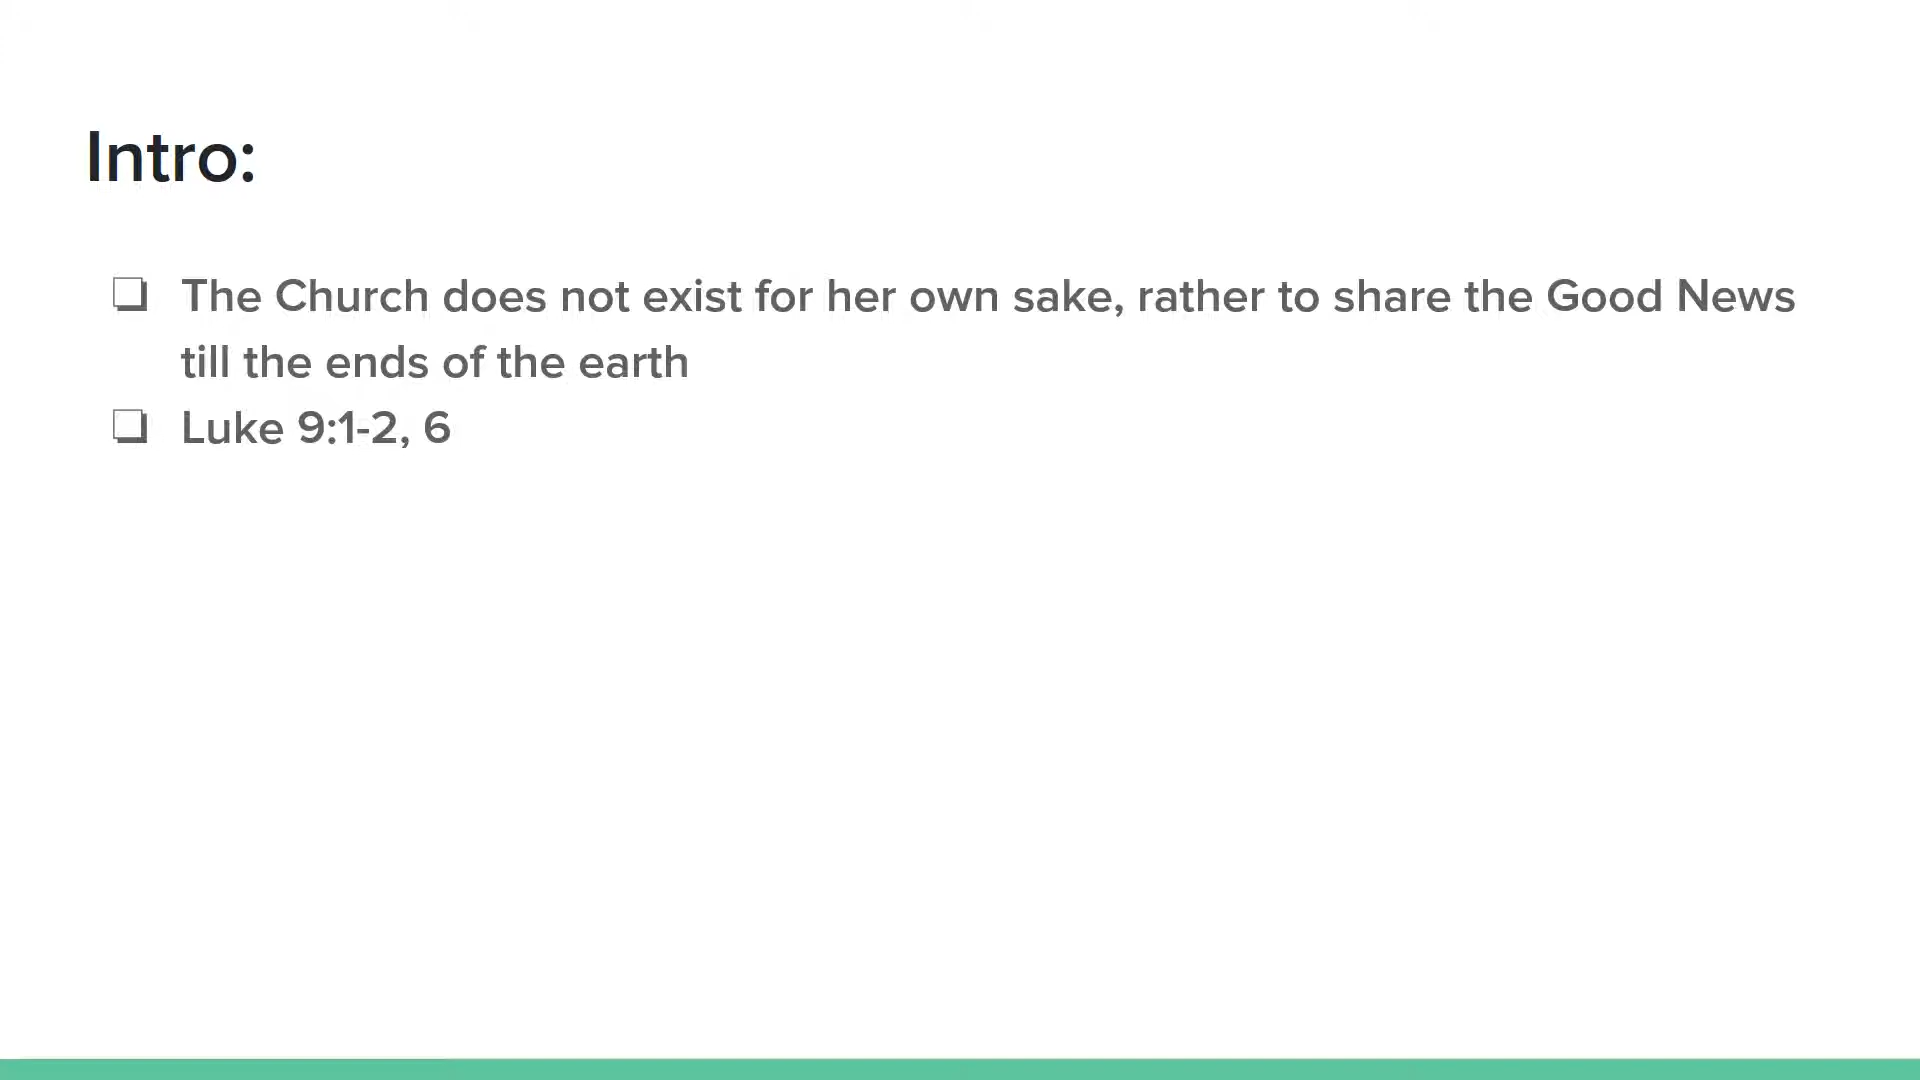 Intro:
❏ The Church does not exist for her own sake, rather to share the Good News
till the ends of the earth
❏ Luke 9:1-2, 6